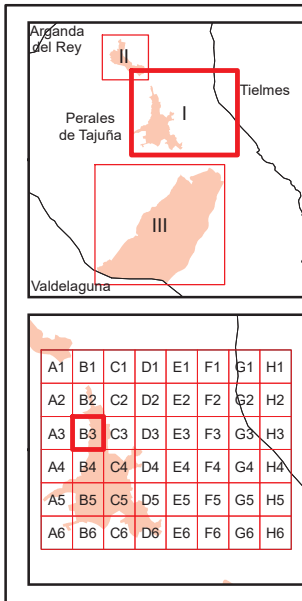 Arganda
del Rey
II
Tielmes
I
Perales
de Tajuña
III
Valdelaguna
A1 B1 C1 D1 E1 F1 G1 H1
A2 B2 C2 D2 E2 F2 G2 H2
A3 B3 C3 D3 E3 F3 G3 H3
A4 B4 C4 D4 E4 F4 G4 H4
A5 B5 C5 D5 E5 F5 G5 H5
A6 B6 C6 D6 E6 F6 G6 H6